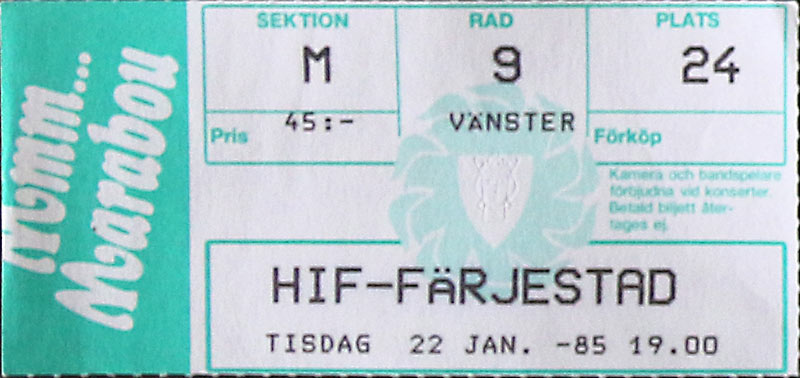 Mmm...
Marabou
SEKTION RAD PLATS
M 9 24
Pris 45:- VÄNSTER Förköp
Kamera och bandspelare
förbjudna vid konserter.
Betald biljett åter-
tages ej.
HIF-FÄRJESTAD
TISDAG 22 JAN. -85 19.00